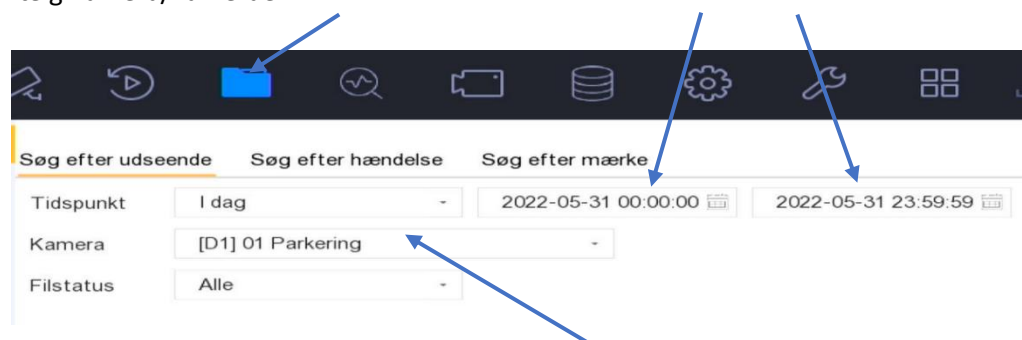 Søg efter udseende Søg efter hændelse Søg efter mærke
Tidspunkt I dag 2022-05-31 00:00:00 2022-05-31 23:59:59
Kamera [D1] 01 Parkering
Filstatus Alle